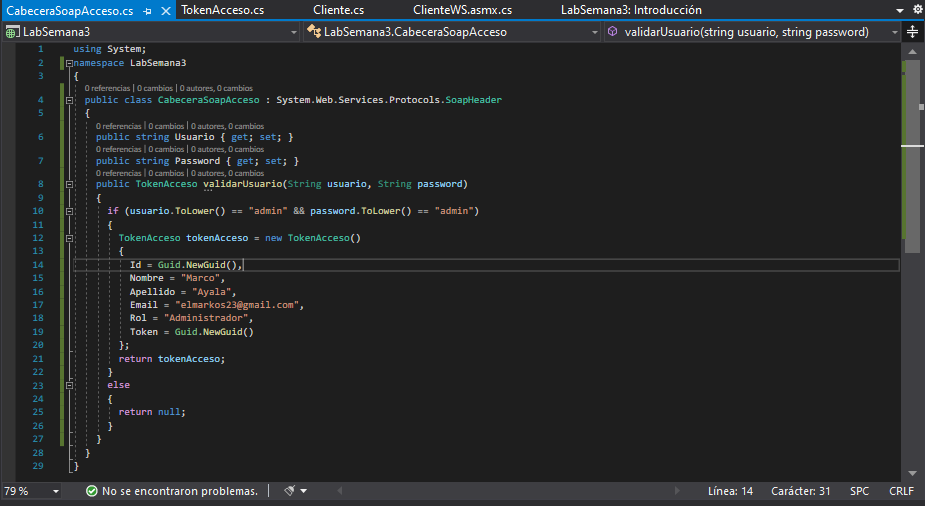 CabeceraSoapAcceso.cs TokenAcceso.cs Cliente.cs ClienteWS.asmx.cs LabSemana3: Introducción
LabSemana3 LabSemana3.CabeceraSoapAcceso validarUsuario(string usuario, string password)
1 using System;
2 namespace LabSemana3
3 {
0 referencias | 0 cambios | 0 autores, 0 cambios
4 public class CabeceraSoapAcceso : System.Web.Services.Protocols.SoapHeader
5 {
0 referencias | 0 cambios | 0 autores, 0 cambios
6 public string Usuario { get; set; }
0 referencias | 0 cambios | 0 autores, 0 cambios
7 public string Password { get; set; }
0 referencias | 0 cambios | 0 autores, 0 cambios
8 public TokenAcceso validarUsuario(String usuario, String password)
9 {
10 if (usuario.ToLower() == "admin" && password.ToLower() == "admin")
11 {
12 TokenAcceso tokenAcceso = new TokenAcceso()
13 {
14 Id = Guid.NewGuid(),
15 Nombre = "Marco",
16 Apellido = "Ayala",
17 Email = "elmarkos23@gmail.com",
18 Rol = "Administrador",
19 Token = Guid.NewGuid()
20 };
21 return tokenAcceso;
22 }
23 else
24 {
25 return null;
26 }
27 }
28 }
29 }
79 % No se encontraron problemas. Línea: 14 Carácter: 31 SPC CRLF